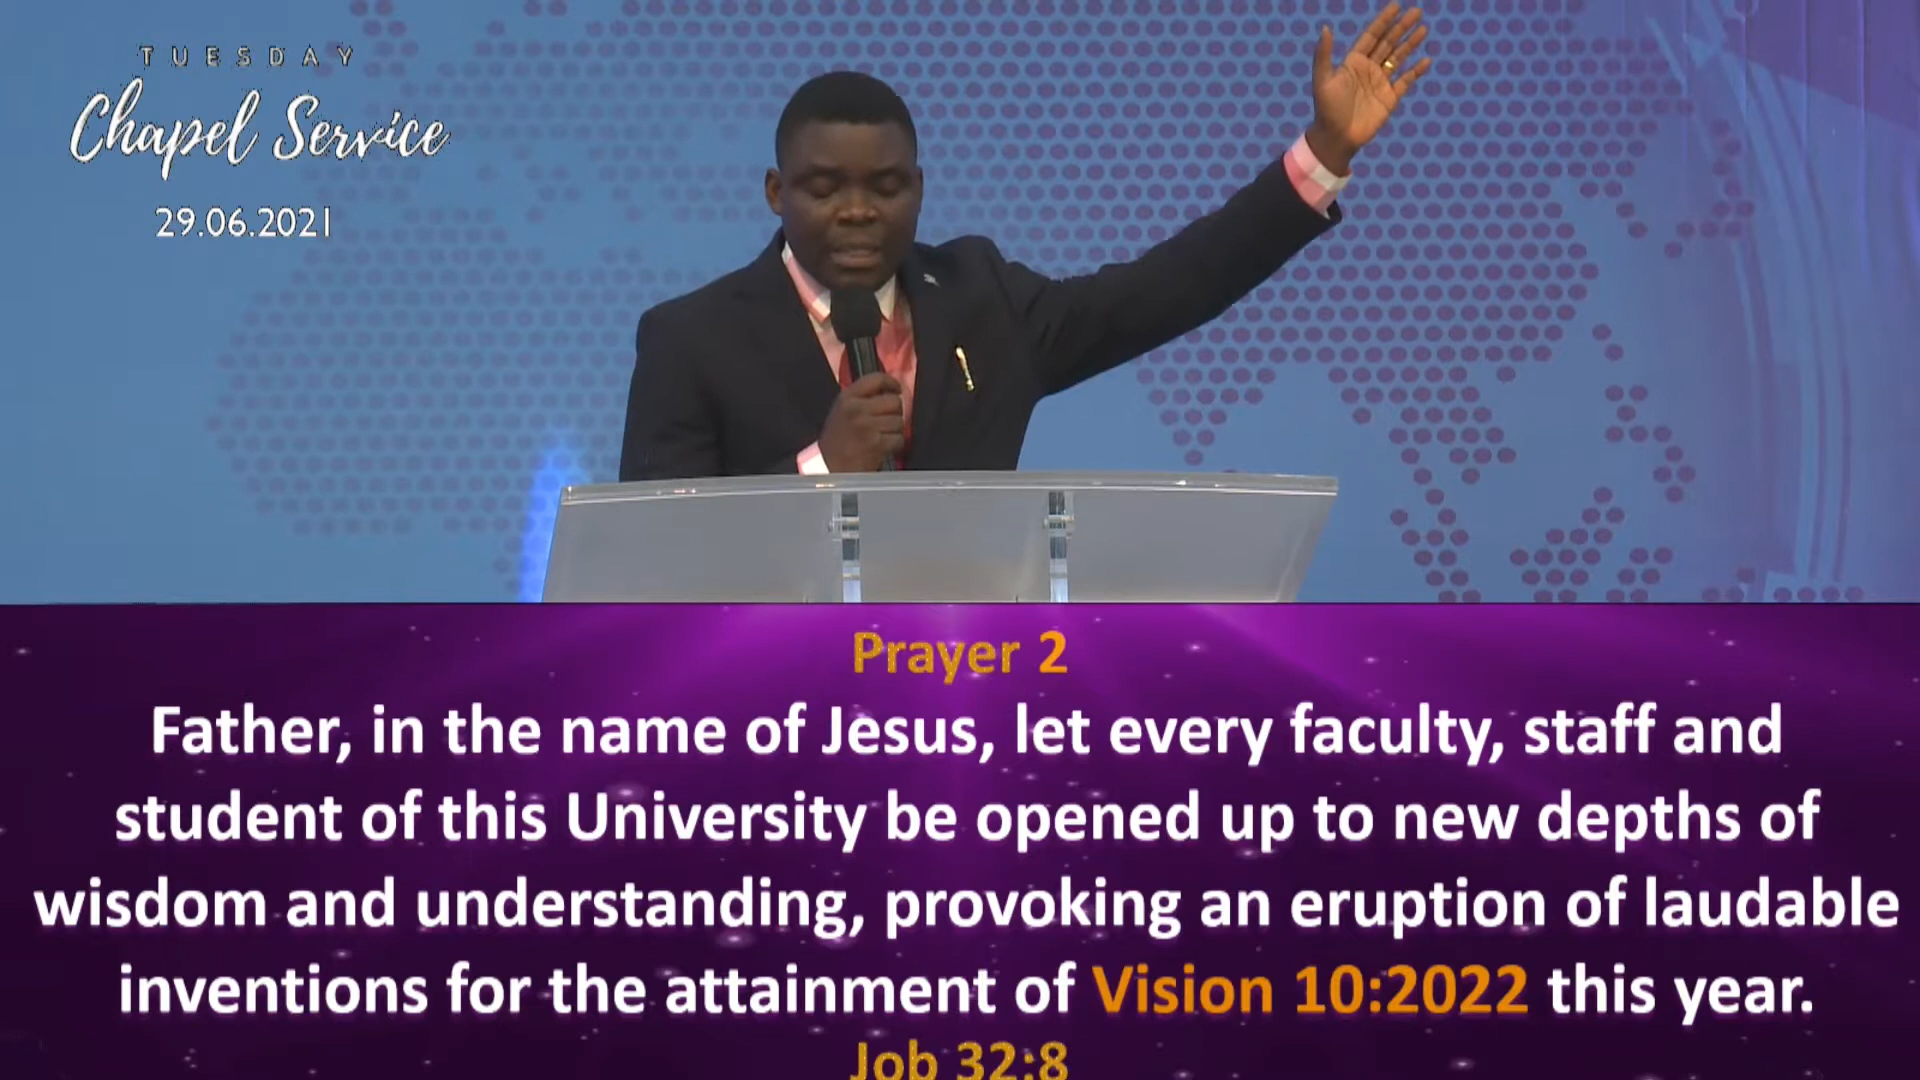 TUESDAY
Chapel Service
29.06.2021
Prayer 2
Father, in the name of Jesus, let every faculty, staff and
student of this University be opened up to new depths of
wisdom and understanding, provoking an eruption of laudable
inventions for the attainment of Vision 10:2022 this year.
Job 32:8